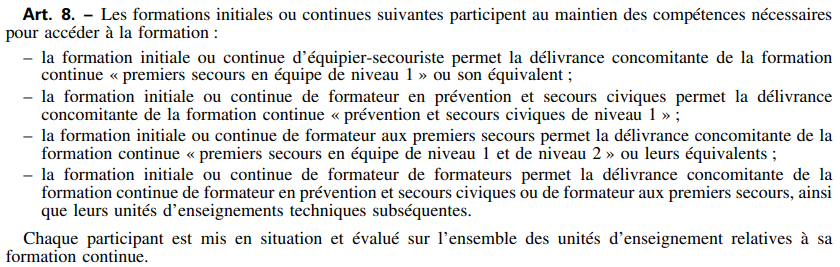 Art. 8. – Les formations initiales ou continues suivantes participent au maintien des compétences nécessaires
pour accéder à la formation :
– la formation initiale ou continue d’équipier-secouriste permet la délivrance concomitante de la formation
continue « premiers secours en équipe de niveau 1 » ou son équivalent ;
– la formation initiale ou continue de formateur en prévention et secours civiques permet la délivrance
concomitante de la formation continue « prévention et secours civiques de niveau 1 » ;
– la formation initiale ou continue de formateur aux premiers secours permet la délivrance concomitante de la
formation continue « premiers secours en équipe de niveau 1 et de niveau 2 » ou leurs équivalents ;
– la formation initiale ou continue de formateur de formateurs permet la délivrance concomitante de la
formation continue de formateur en prévention et secours civiques ou de formateur aux premiers secours, ainsi
que leurs unités d’enseignements techniques subséquentes.
Chaque participant est mis en situation et évalué sur l’ensemble des unités d’enseignement relatives à sa
formation continue.